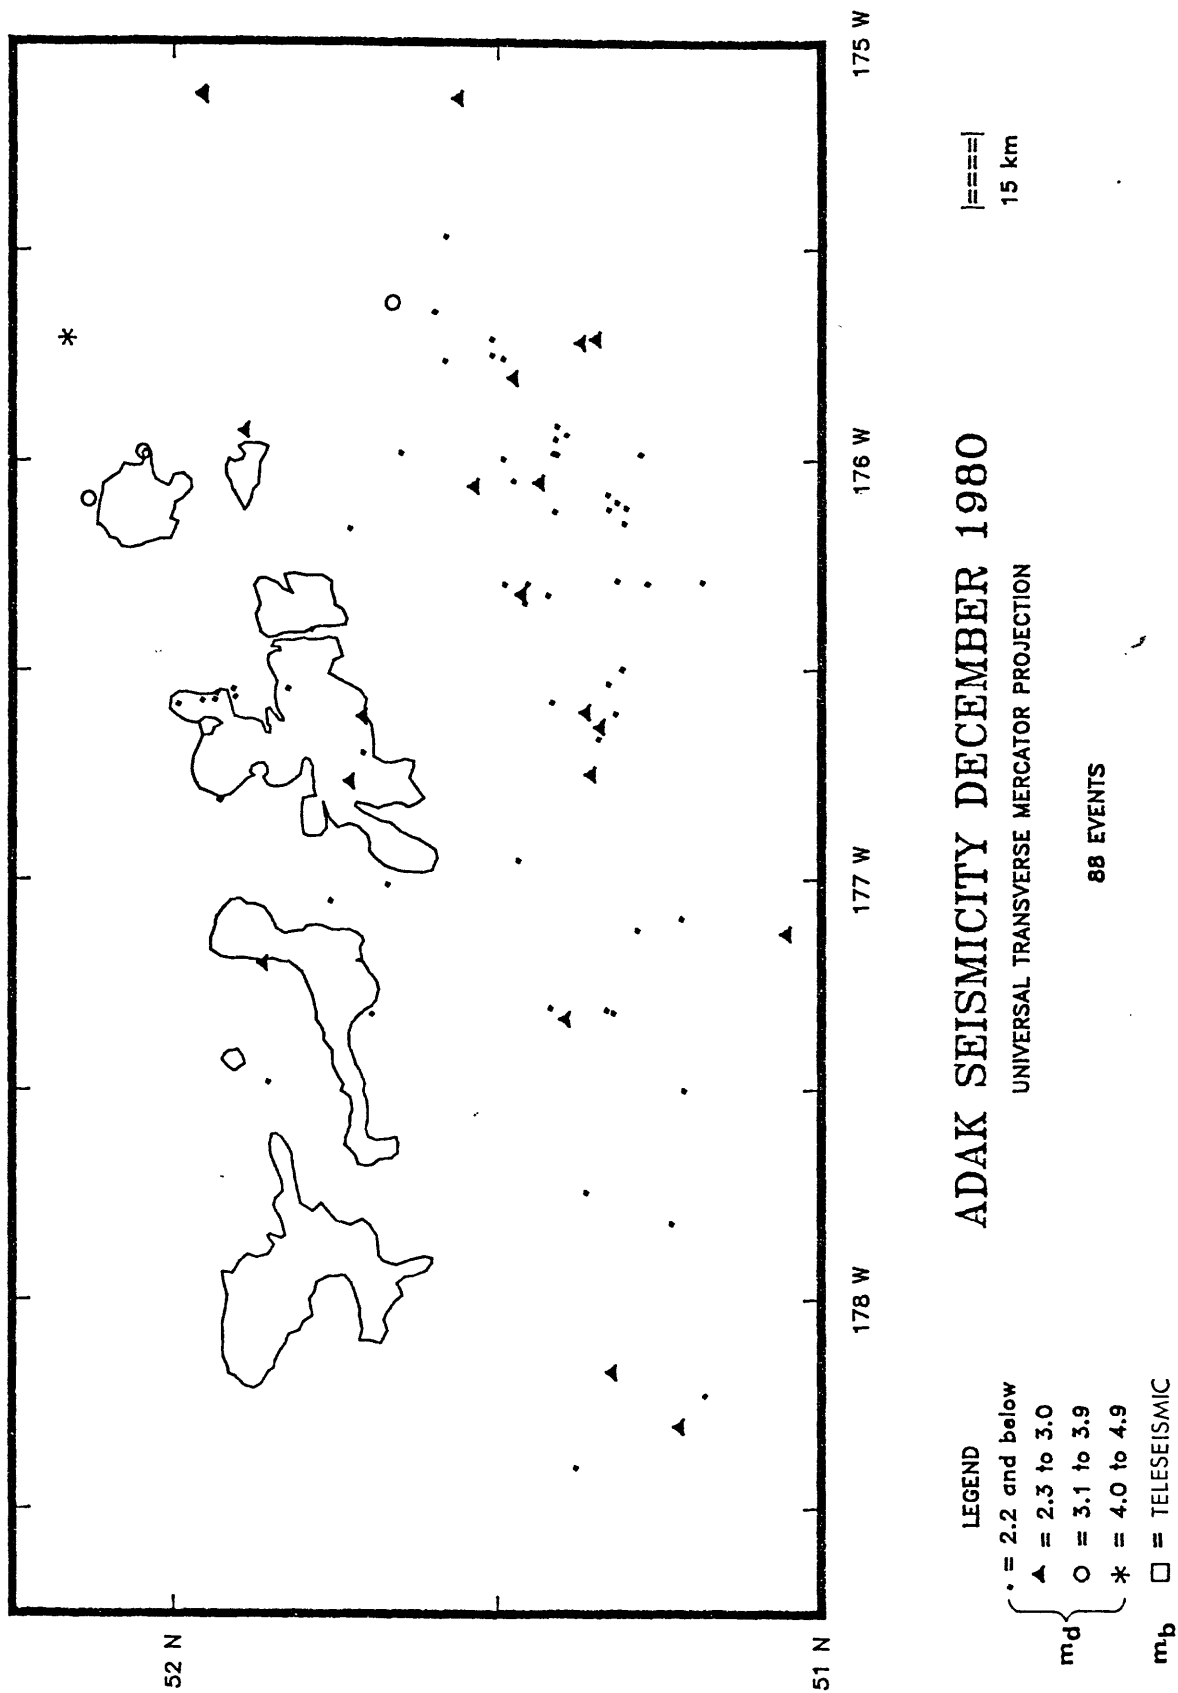 52 N
51 N
178 W
177 W
176 W
175 W
ADAK SEISMICITY DECEMBER 1980
UNIVERSAL TRANSVERSE MERCATOR PROJECTION
88 EVENTS
|====|
15 km
LEGEND
· = 2.2 and below
▲ = 2.3 to 3.0
○ = 3.1 to 3.9
* = 4.0 to 4.9
md
mb □ = TELESEISMIC